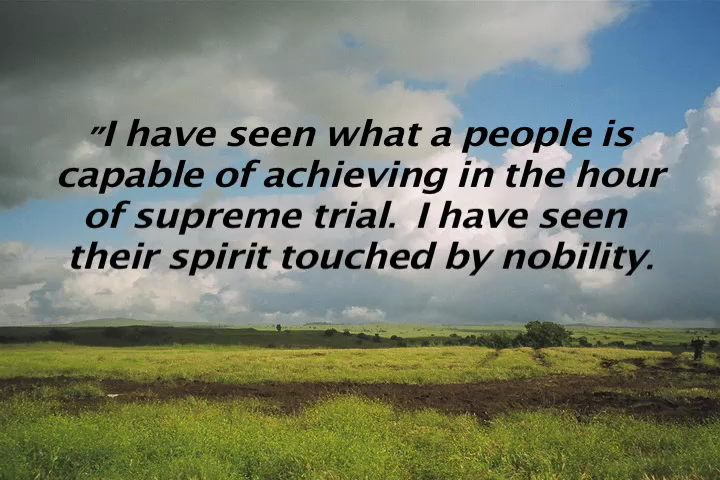 "I have seen what a people is
capable of achieving in the hour
of supreme trial.  I have seen
their spirit touched by nobility.